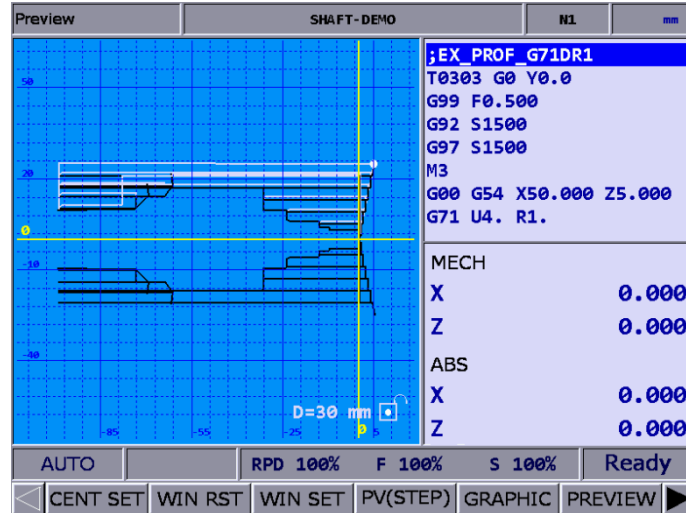 Preview SHAFT-DEMO N1 mm
50
20
0
-10
-40
D=30 mm
-85 -55 -25 0 5
;EX_PROF_G71DR1
T0303 G0 Y0.0
G99 F0.500
G92 S1500
G97 S1500
M3
G00 G54 X50.000 Z5.000
G71 U4. R1.
MECH
X 0.000
Z 0.000
ABS
X 0.000
Z 0.000
AUTO RPD 100% F 100% S 100% Ready
CENT SET WIN RST WIN SET PV(STEP) GRAPHIC PREVIEW